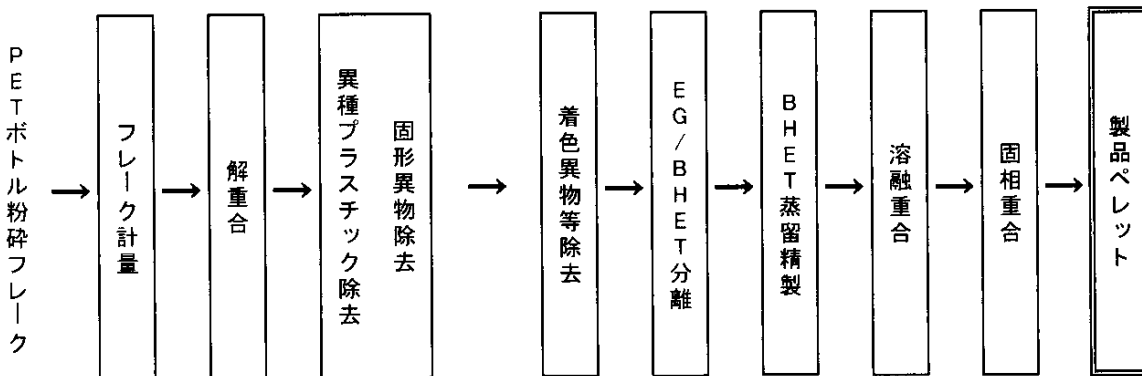 PETボトル粉砕フレーク
フレーク計量
解重合
異種プラスチック除去
固形異物除去
着色異物等除去
EG/BHET分離
BHET蒸留精製
溶融重合
固相重合
製品ペレット